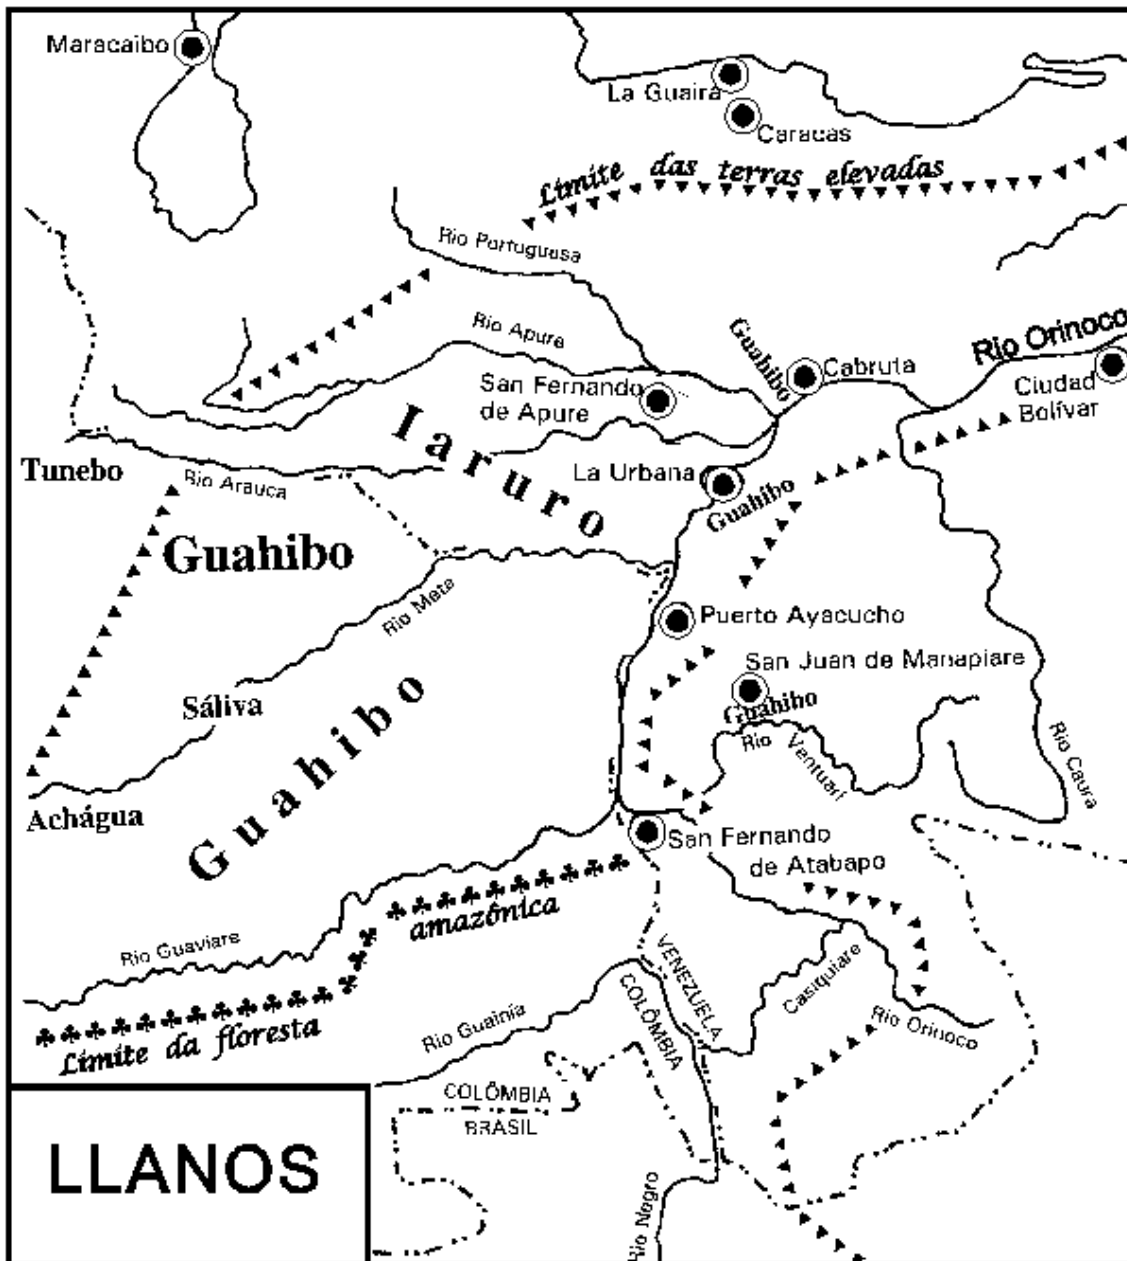 Maracaibo
La Guaira
Caracas
Límite das terras elevadas
Rio Portuguesa
Rio Apure
Guahibo
Cabruta
Rio Orinoco
Ciudad
Bolívar
San Fernando
de Apure
Iaruro
Tunebo
Rio Arauca
La Urbana
Guahibo
Guahibo
Rio Meta
Puerto Ayacucho
San Juan de Manapiare
Guahibo
Rio Ventuari
Rio Caura
Sáliva
Guahibo
Achágua
San Fernando
de Atabapo
amazônica
Rio Guaviare
Límite da floresta
VENEZUELA
COLÔMBIA
Casiquiare
Rio Orinoco
Rio Guainía
COLÔMBIA
BRASIL
Rio Negro
LLANOS